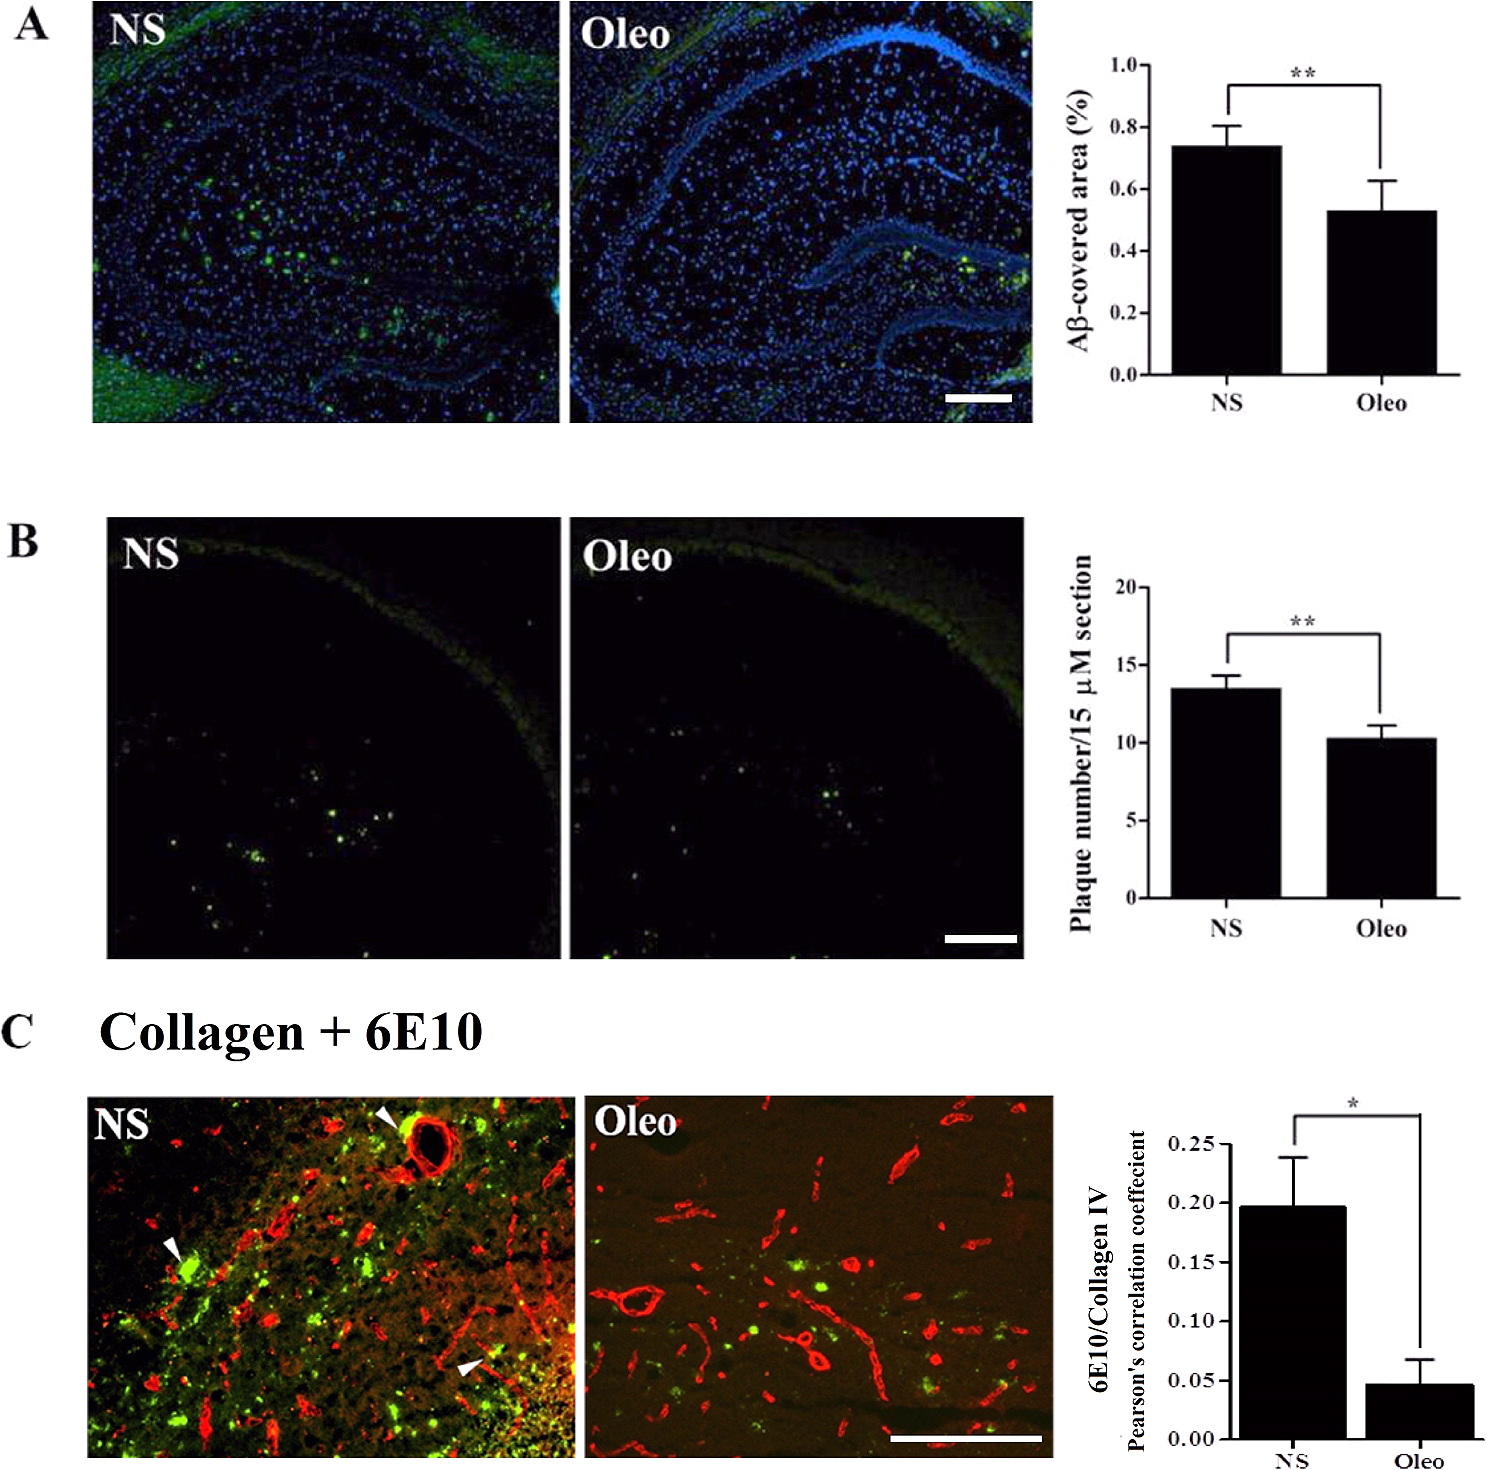 A
NS
Oleo
Aβ-covered area (%)
1.0
0.8
0.6
0.4
0.2
0.0
**
NS
Oleo
B
NS
Oleo
Plaque number/15 μM section
20
15
10
5
0
**
NS
Oleo
C
Collagen + 6E10
NS
Oleo
6E10/Collagen IV
Pearson's correlation coeffecient
0.25
0.20
0.15
0.10
0.05
0.00
*
NS
Oleo